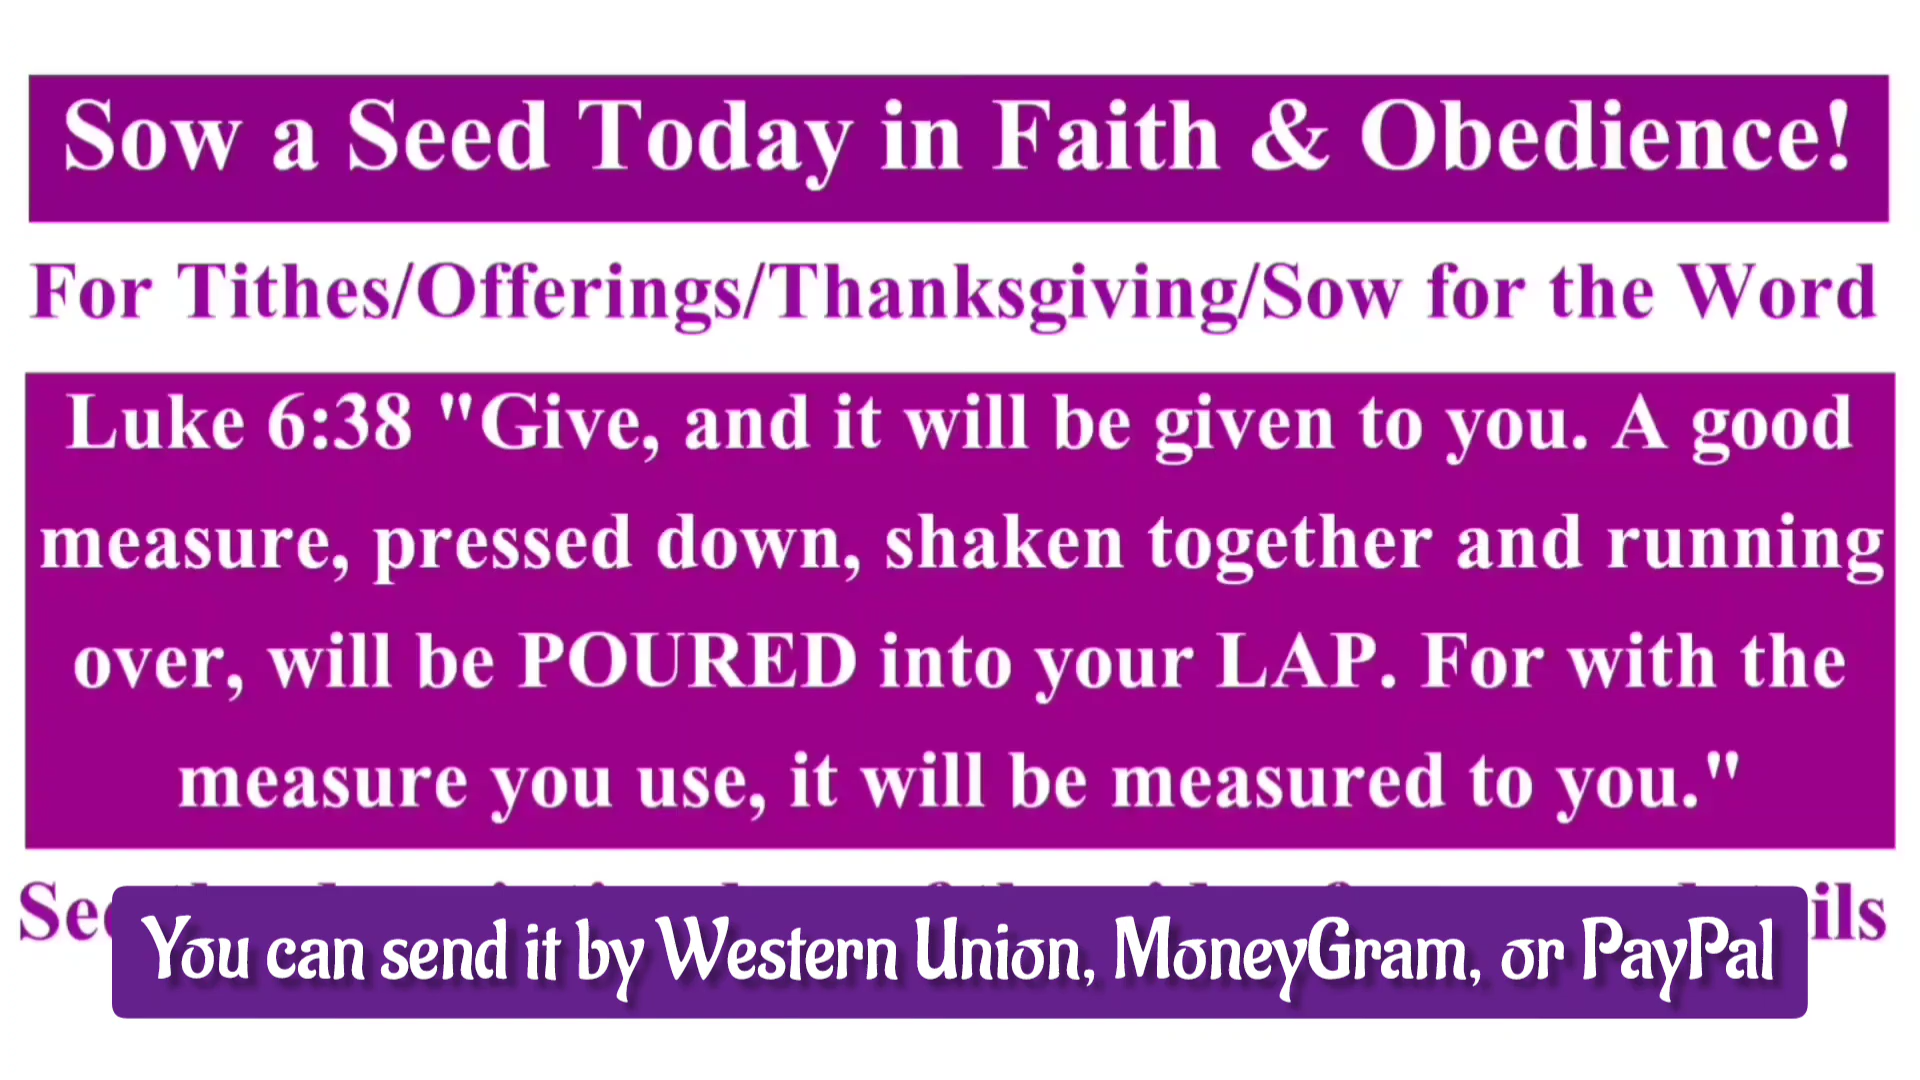 Sow a Seed Today in Faith & Obedience!
For Tithes/Offerings/Thanksgiving/Sow for the Word
Luke 6:38 "Give, and it will be given to you. A good
measure, pressed down, shaken together and running
over, will be POURED into your LAP. For with the
measure you use, it will be measured to you."
You can send it by Western Union, MoneyGram, or PayPal